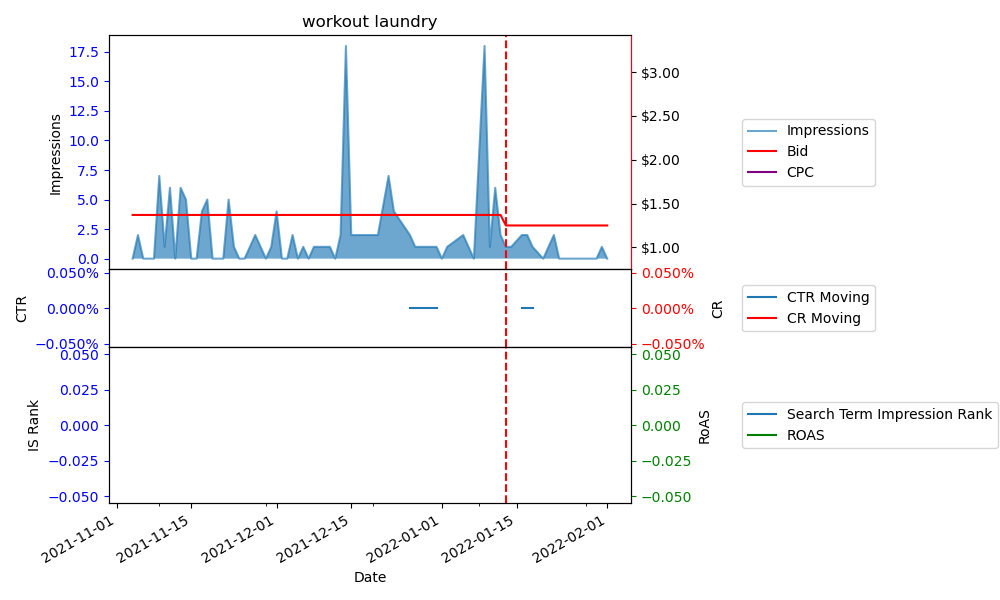 workout laundry
Impressions
17.5
15.0
12.5
10.0
7.5
5.0
2.5
0.0
$3.00
$2.50
$2.00
$1.50
$1.00
Impressions
Bid
CPC
CTR
0.050%
0.000%
−0.050%
0.050%
0.000%
−0.050%
CR
CTR Moving
CR Moving
IS Rank
0.050
0.025
0.000
−0.025
−0.050
0.050
0.025
0.000
−0.025
−0.050
RoAS
Search Term Impression Rank
ROAS
2021-11-01
2021-11-15
2021-12-01
2021-12-15
2022-01-01
2022-01-15
2022-02-01
Date